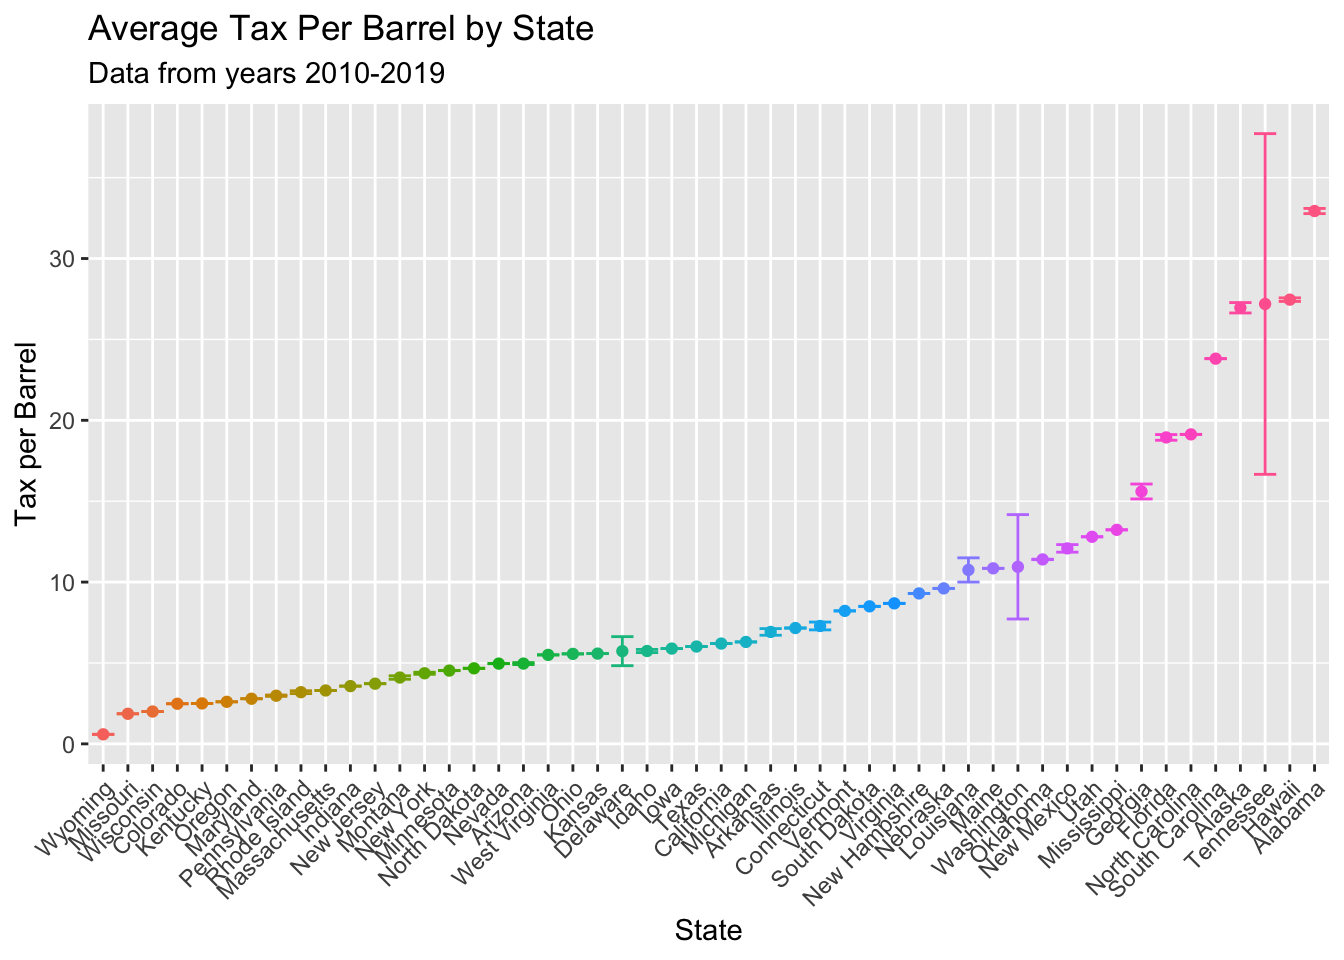 Average Tax Per Barrel by State
Data from years 2010-2019
Tax per Barrel
30
20
10
0
Wyoming
Missouri
Wisconsin
Colorado
Kentucky
Oregon
Maryland
Pennsylvania
Rhode Island
Massachusetts
Indiana
New Jersey
Montana
New York
Minnesota
North Dakota
Nevada
Arizona
West Virginia
Ohio
Kansas
Delaware
Idaho
Iowa
Texas
California
Michigan
Arkansas
Illinois
Connecticut
Vermont
South Dakota
Virginia
New Hampshire
Nebraska
Louisiana
Maine
Washington
Oklahoma
New Mexico
Utah
Mississippi
Georgia
Florida
North Carolina
South Carolina
Alaska
Tennessee
Hawaii
Alabama
State